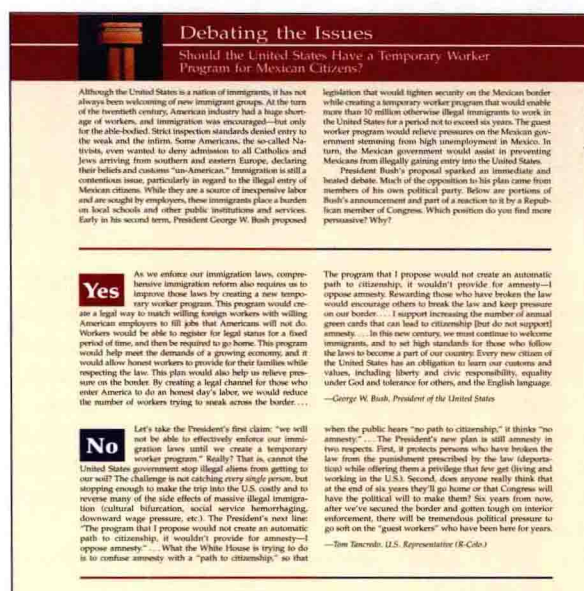 Debating the Issues
Should the United States Have a Temporary Worker
Program for Mexican Citizens?
Although the United States is a nation of immigrants, it has not
always been welcoming of new immigrant groups. At the turn
of the twentieth century, American industry had a huge short-
age of workers, and immigration was encouraged—but only
for the able-bodied. Strict inspection standards denied entry to
the weak and the infirm. Some Americans, the so-called Na-
tivists, even wanted to deny admission to all Catholics and
Jews arriving from southern and eastern Europe, declaring
their beliefs and customs "un-American." Immigration is still a
contentious issue, particularly in regard to the illegal entry of
Mexican citizens. While they are a source of inexpensive labor
and are sought by employers, these immigrants place a burden
on local schools and other public institutions and services.
Early in his second term, President George W. Bush proposed
legislation that would tighten security on the Mexican border
while creating a temporary worker program that would enable
more than 10 million otherwise illegal immigrants to work in
the United States for a period not to exceed six years. The guest
worker program would relieve pressures on the Mexican gov-
ernment stemming from high unemployment in Mexico. In
turn, the Mexican government would assist in preventing
Mexicans from illegally gaining entry into the United States.
President Bush's proposal sparked an immediate and
heated debate. Much of the opposition to his plan came from
members of his own political party. Below are portions of
Bush's announcement and part of a reaction to it by a Repub-
lican member of Congress. Which position do you find more
persuasive? Why?
Yes
As we enforce our immigration laws, compre-
hensive immigration reform also requires us to
improve those laws by creating a new tempo-
rary worker program. This program would cre-
ate a legal way to match willing foreign workers with willing
American employers to fill jobs that Americans will not do.
Workers would be able to register for legal status for a fixed
period of time, and then be required to go home. This program
would help meet the demands of a growing economy, and it
would allow honest workers to provide for their families while
respecting the law. This plan would also help us relieve pres-
sure on the border. By creating a legal channel for those who
enter America to do an honest day's labor, we would reduce
the number of workers trying to sneak across the border. . . .
The program that I propose would not create an automatic
path to citizenship, it wouldn't provide for amnesty—I
oppose amnesty. Rewarding those who have broken the law
would encourage others to break the law and keep pressure
on our border. . . . I support increasing the number of annual
green cards that can lead to citizenship [but do not support]
amnesty. . . . In this new century, we must continue to welcome
immigrants, and to set high standards for those who follow
the laws to become a part of our country. Every new citizen of
the United States has an obligation to learn our customs and
values, including liberty and civic responsibility, equality
under God and tolerance for others, and the English language.
—George W. Bush, President of the United States
No
Let's take the President's first claim: "we will
not be able to effectively enforce our immi-
gration laws until we create a temporary
worker program." Really? That is, cannot the
United States government stop illegal aliens from getting to
our soil? The challenge is not catching every single person, but
stopping enough to make the trip into the U.S. costly and to
reverse many of the side effects of massive illegal immigra-
tion (cultural bifurcation, social service hemorrhaging,
downward wage pressure, etc.). The President's next line:
"The program that I propose would not create an automatic
path to citizenship, it wouldn't provide for amnesty—I
oppose amnesty." . . . What the White House is trying to do
is to confuse amnesty with a "path to citizenship," so that
when the public hears "no path to citizenship," it thinks "no
amnesty." . . . The President's new plan is still amnesty in
two respects. First, it protects persons who have broken the
law from the punishment prescribed by the law (deporta-
tion) while offering them a privilege that few get (living and
working in the U.S.). Second, does anyone really think that
at the end of six years they'll go home or that Congress will
have the political will to make them? Six years from now,
after we've secured the border and gotten tough on interior
enforcement, there will be tremendous political pressure to
go soft on the "guest workers" who have been here for years.
—Tom Tancredo, U.S. Representative (R-Colo.)